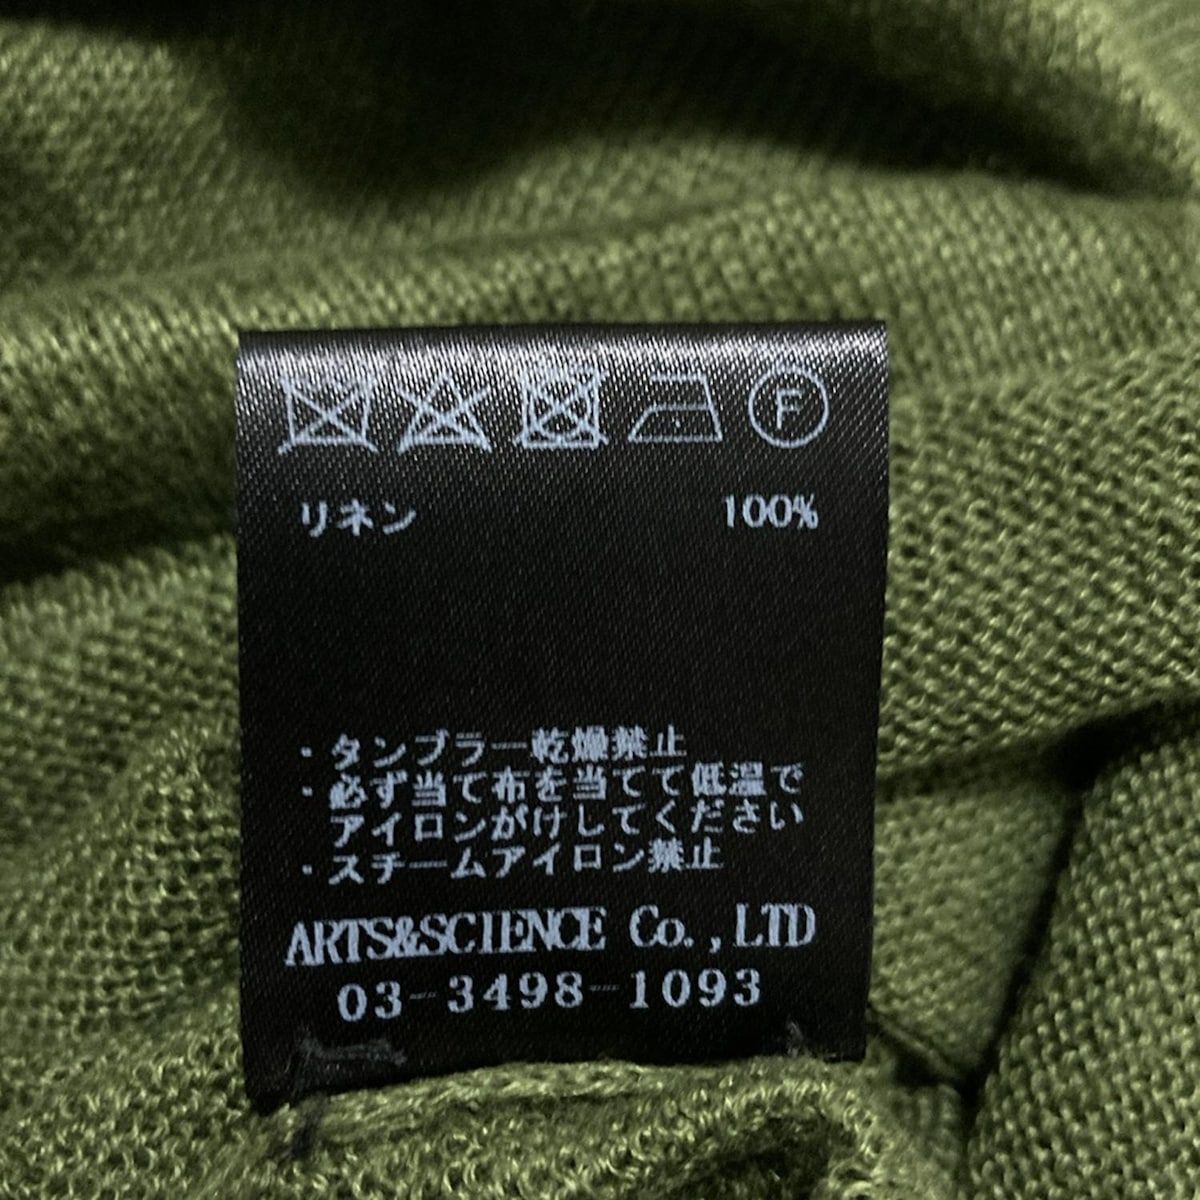 F
リネン 100%
・タンブラー乾燥禁止
・必ず当て布を当てて低温で
アイロンがけしてください
・スチームアイロン禁止
ARTS&SCIENCE Co.,LTD
03-3498-1093